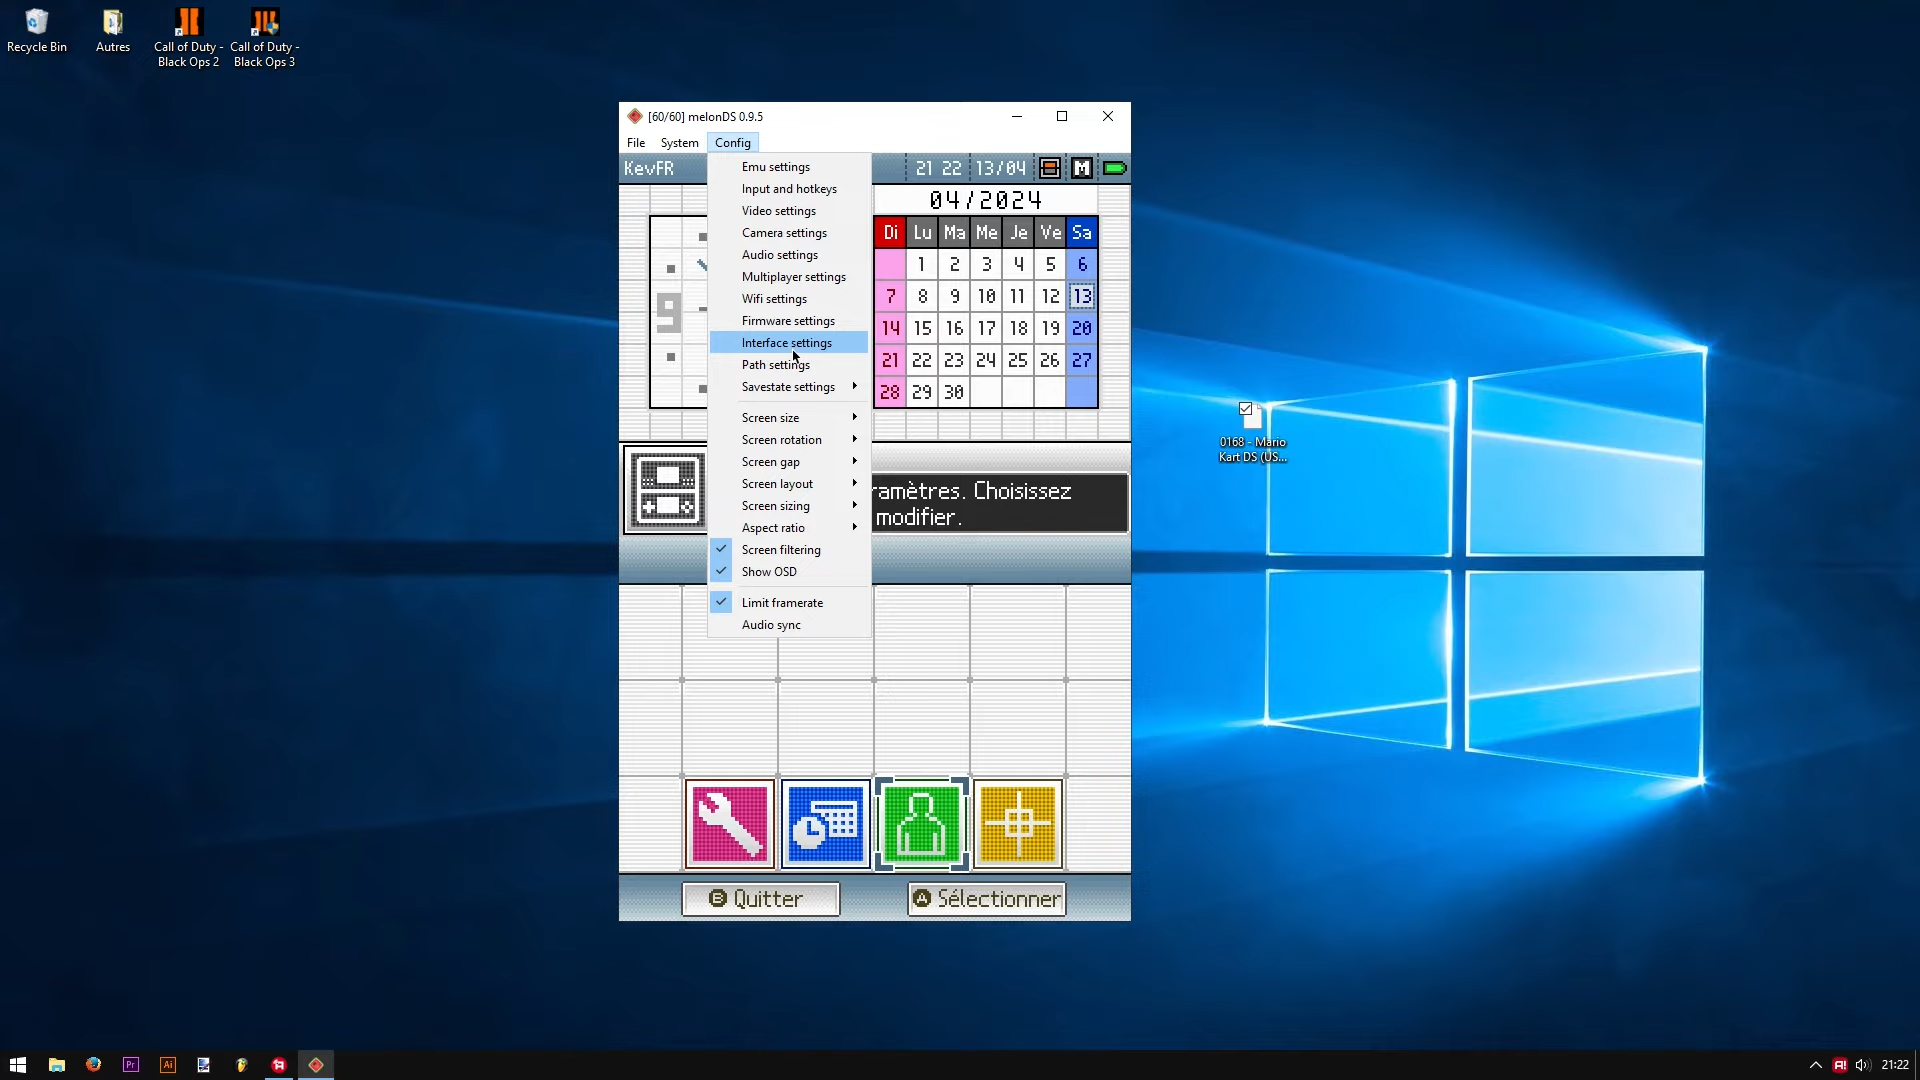 Recycle Bin
Autres
Call of Duty -
Black Ops 2
Call of Duty -
Black Ops 3
[60/60] melonDS 0.9.5
File
System
Config
KevFR
21 22
13/04
M
Emu settings
Input and hotkeys
Video settings
Camera settings
Audio settings
Multiplayer settings
Wifi settings
Firmware settings
Interface settings
Path settings
Savestate settings
Screen size
Screen rotation
Screen gap
Screen layout
Screen sizing
Aspect ratio
Screen filtering
Show OSD
Limit framerate
Audio sync
04/2024
Di Lu Ma Me Je Ve Sa
1 2 3 4 5 6
7 8 9 10 11 12 13
14 15 16 17 18 19 20
21 22 23 24 25 26 27
28 29 30
9
ramètres. Choisissez
modifier.
B Quitter
A Sélectionner
0168 - Mario
Kart DS (US...
Pr
Ai
A!
21:22